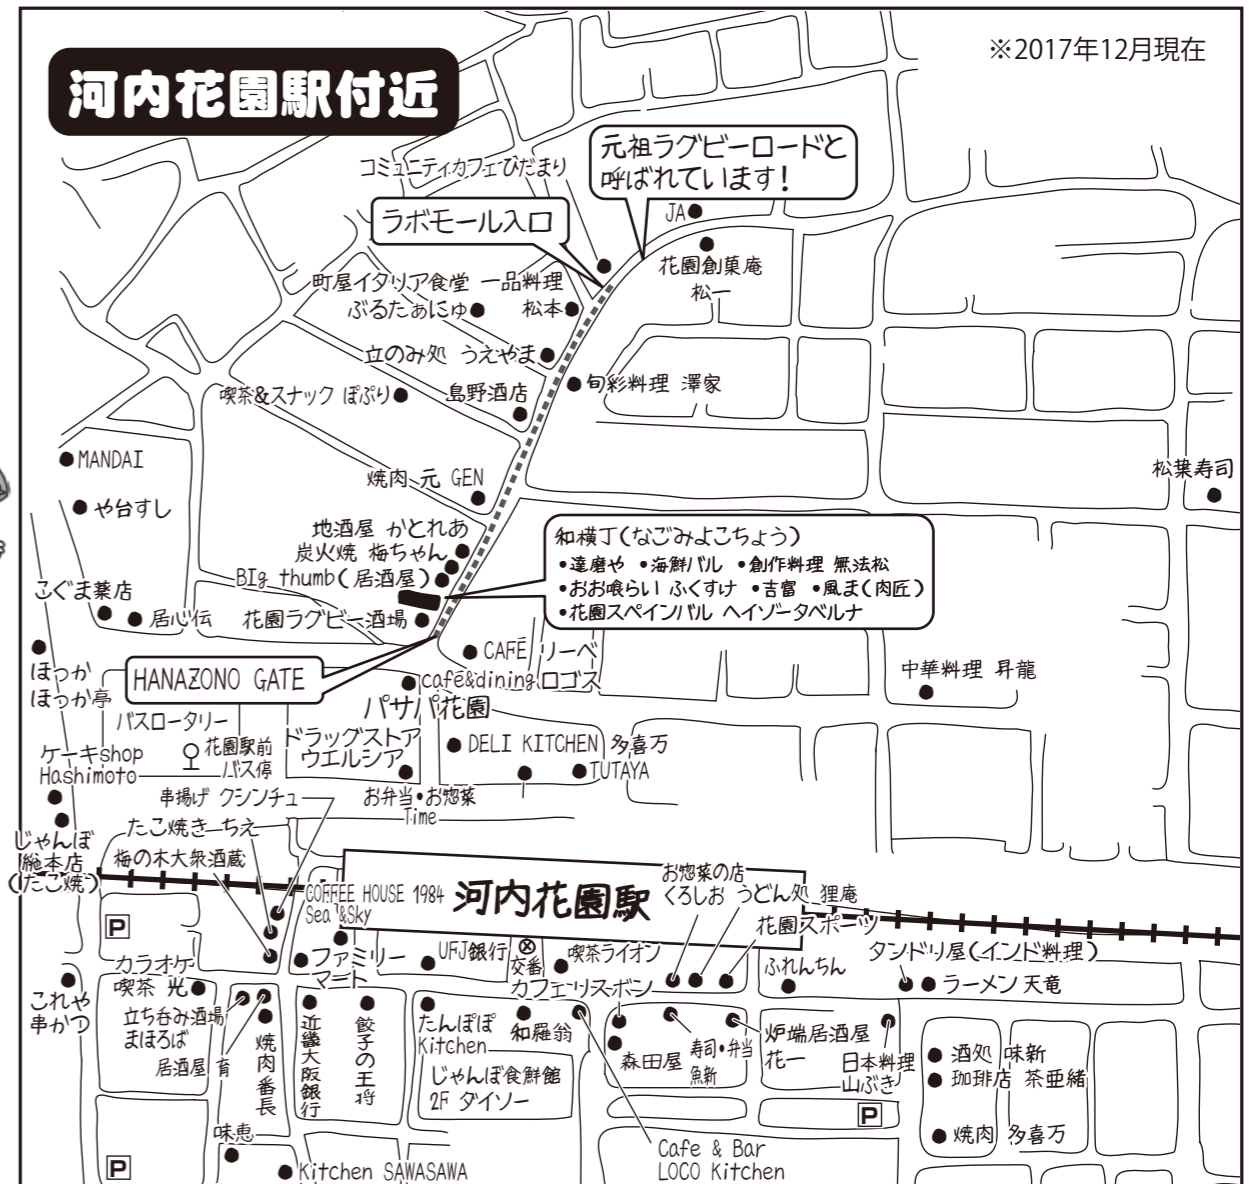 ※2017年12月現在
河内花園駅付近
元祖ラグビーロードと
呼ばれています!
コミュニティカフェひだまり
ラボモール入口
JA
花園創菓庵
松一
町屋イタリア食堂
ぶるたぁにゅ
一品料理
松本
立のみ処 うえやま
旬彩料理 澤家
喫茶&スナック ぽぷり
島野酒店
MANDAI
焼肉 元 GEN
松葉寿司
や台すし
地酒屋 かとれあ
炭火焼 梅ちゃん
BIg thumb(居酒屋)
和横丁(なごみよこちょう)
•達磨や •海鮮バル •創作料理 無法松
•おお喰らい ふくすけ •吉富 •風ま(肉匠)
•花園スペインバル ヘイゾータベルナ
こぐま薬店
居心伝
花園ラグビー酒場
ほっか
ほっか亭
HANAZONO GATE
CAFE リーベ
café&diningロゴス
中華料理 昇龍
バスロータリー
パサパ花園
花園駅前
バス停
ドラッグストア
ウエルシア
DELI KITCHEN
多喜万
TUTAYA
ケーキshop
Hashimoto
串揚げ クシンチュ
お弁当•お惣菜
Time
たこ焼き ちえ
じゃんぼ
総本店
(たこ焼)
梅の木大衆酒蔵
COFFEE HOUSE 1984
Sea &Sky
河内花園駅
お惣菜の店
くろしお
うどん処 狸庵
花園スポーツ
P
カラオケ
喫茶 光
ファミリー
マート
UFJ銀行
交番
喫茶ライオン
カフェ リスボン
ふれんちん
タンドリ屋(インド料理)
ラーメン 天竜
これや
串かつ
立ち呑み酒場
まほろば
居酒屋 育
焼肉番長
近畿大阪銀行
餃子の王将
たんぽぽ
Kitchen
和羅翁
森田屋
寿司•弁当
魚新
炉端居酒屋
花一
日本料理
山ぶき
酒処 味新
珈琲店 茶亜緒
じゃんぼ食鮮館
2F ダイソー
P
味恵
焼肉 多喜万
P
Kitchen SAWASAWA
Cafe & Bar
LOCO Kitchen